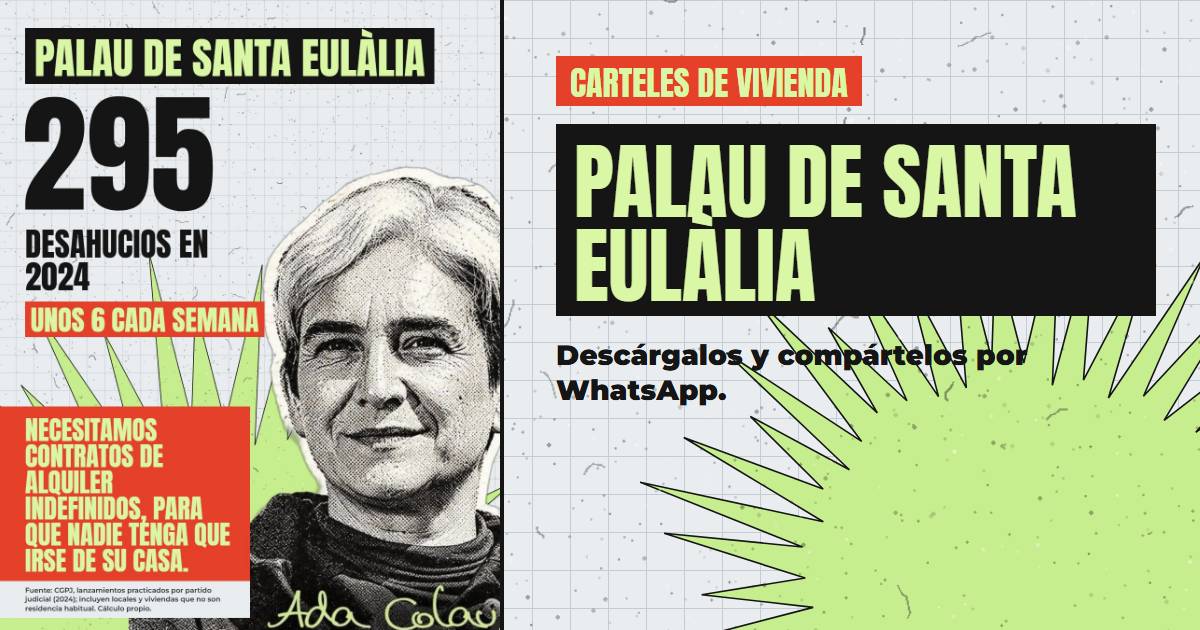 PALAU DE SANTA EULÀLIA
295
DESAHUCIOS EN
2024
UNOS 6 CADA SEMANA
NECESITAMOS
CONTRATOS DE
ALQUILER
INDEFINIDOS, PARA
QUE NADIE TENGA QUE
IRSE DE SU CASA.
Fuente: CGPJ, lanzamientos practicados por partido
judicial (2024); incluyen locales y viviendas que no son
residencia habitual. Cálculo propio.
Ada Colau
CARTELES DE VIVIENDA
PALAU DE SANTA
EULÀLIA
Descárgalos y compártelos por
WhatsApp.